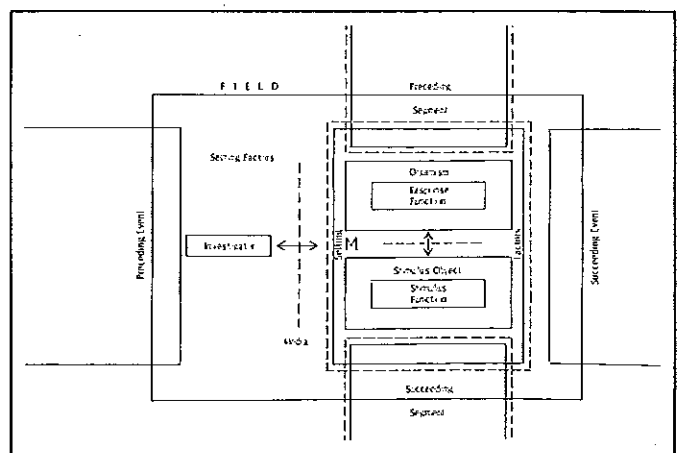 FIELD
Preceding
Segment
Setting Factors
Organism
Response
Function
Preceding Event
Investigator
Setting
M
Factors
Succeeding Event
Stimulus Object
Stimulus
Function
Media
Succeeding
Segment